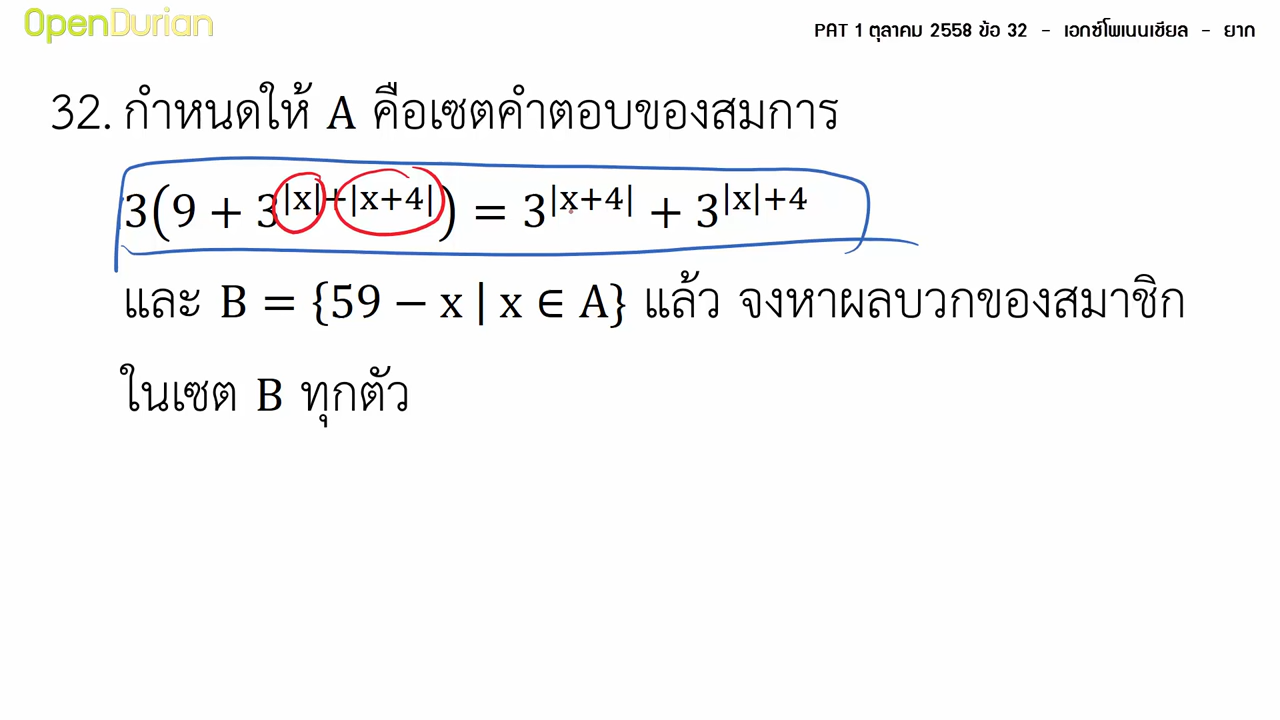 OpenDurian
PAT 1 ตุลาคม 2558 ข้อ 32 - เอกซ์โพเนนเชียล - ยาก
32. กำหนดให้ A คือเซตคำตอบของสมการ
3(9 + 3^{|x|+|x+4|}) = 3^{|x+4|} + 3^{|x|+4}
และ B = {59 − x | x ∈ A} แล้ว จงหาผลบวกของสมาชิก
ในเซต B ทุกตัว